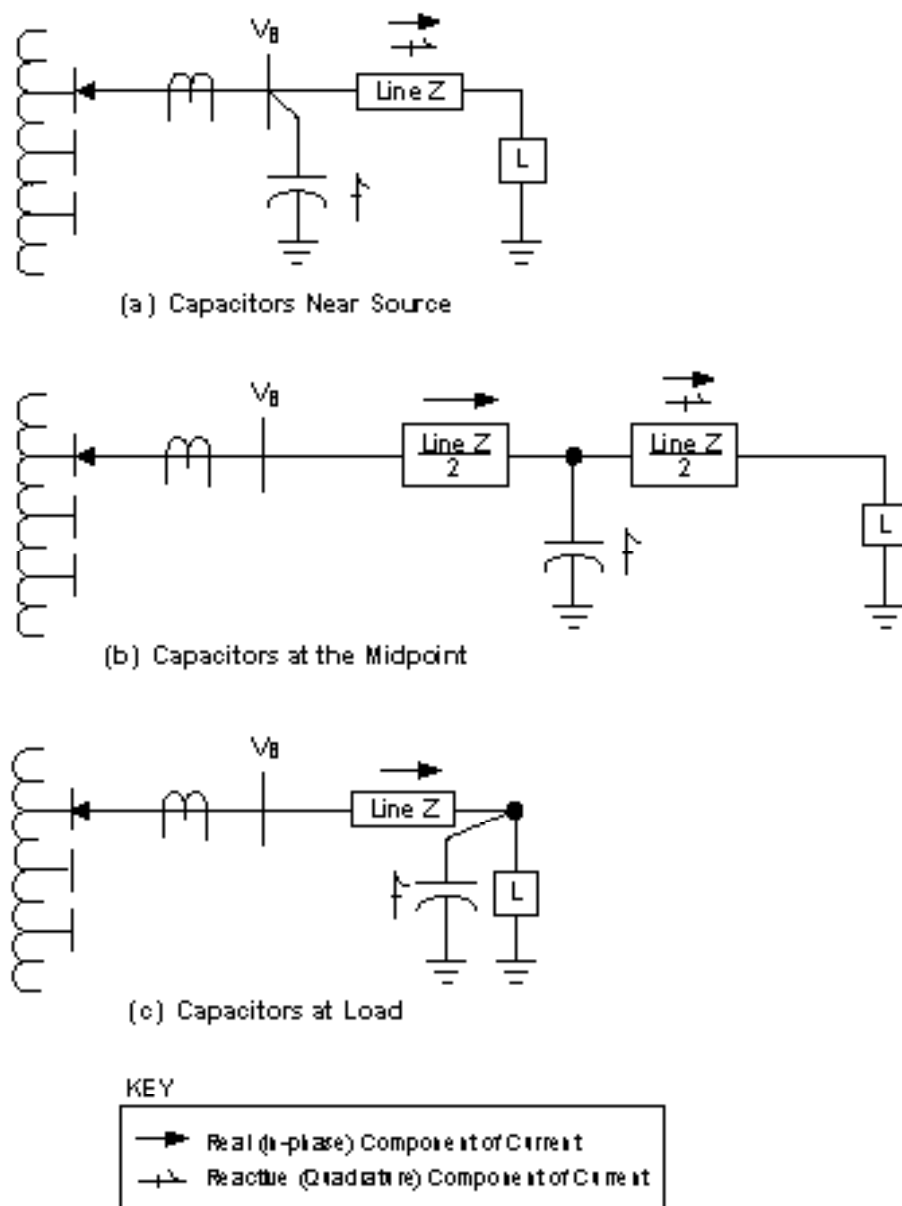 VB
Line Z
L
(a) Capacitors Near Source
VB
Line Z
2
Line Z
2
L
(b) Capacitors at the Midpoint
VB
Line Z
L
(c) Capacitors at Load
KEY
Real (in-phase) Component of Current
Reactive (Quadrature) Component of Current